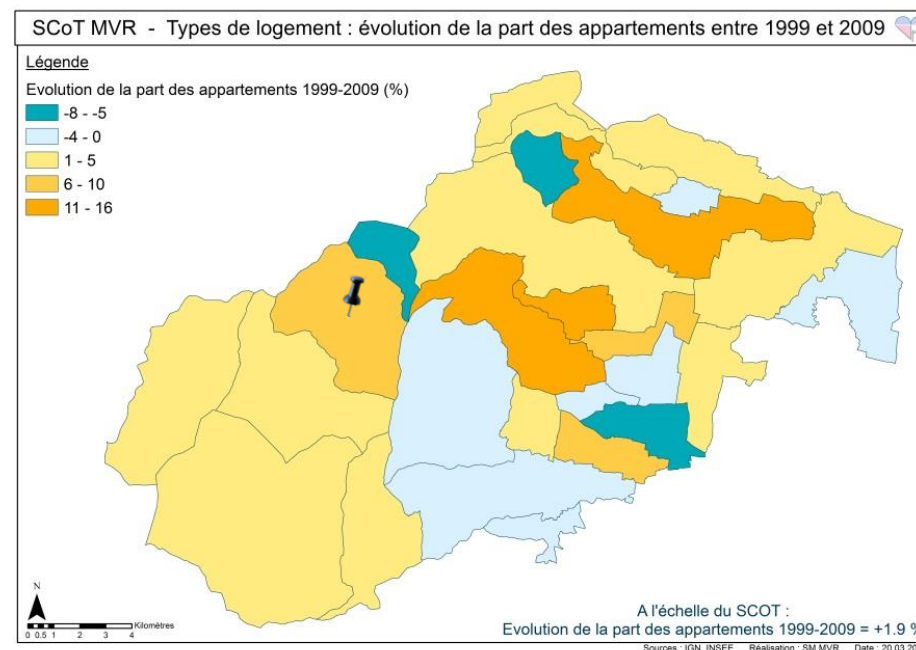 SCoT MVR - Types de logement : évolution de la part des appartements entre 1999 et 2009
Légende
Evolution de la part des appartements 1999-2009 (%)
-8 - -5
-4 - 0
1 - 5
6 - 10
11 - 16
N
0 0.5 1 2 3 4 Kilomètres
A l'échelle du SCOT :
Evolution de la part des appartements 1999-2009 = +1.9 %
Sources : IGN, INSEE Réalisation : SM MVR Date : 20.03.20